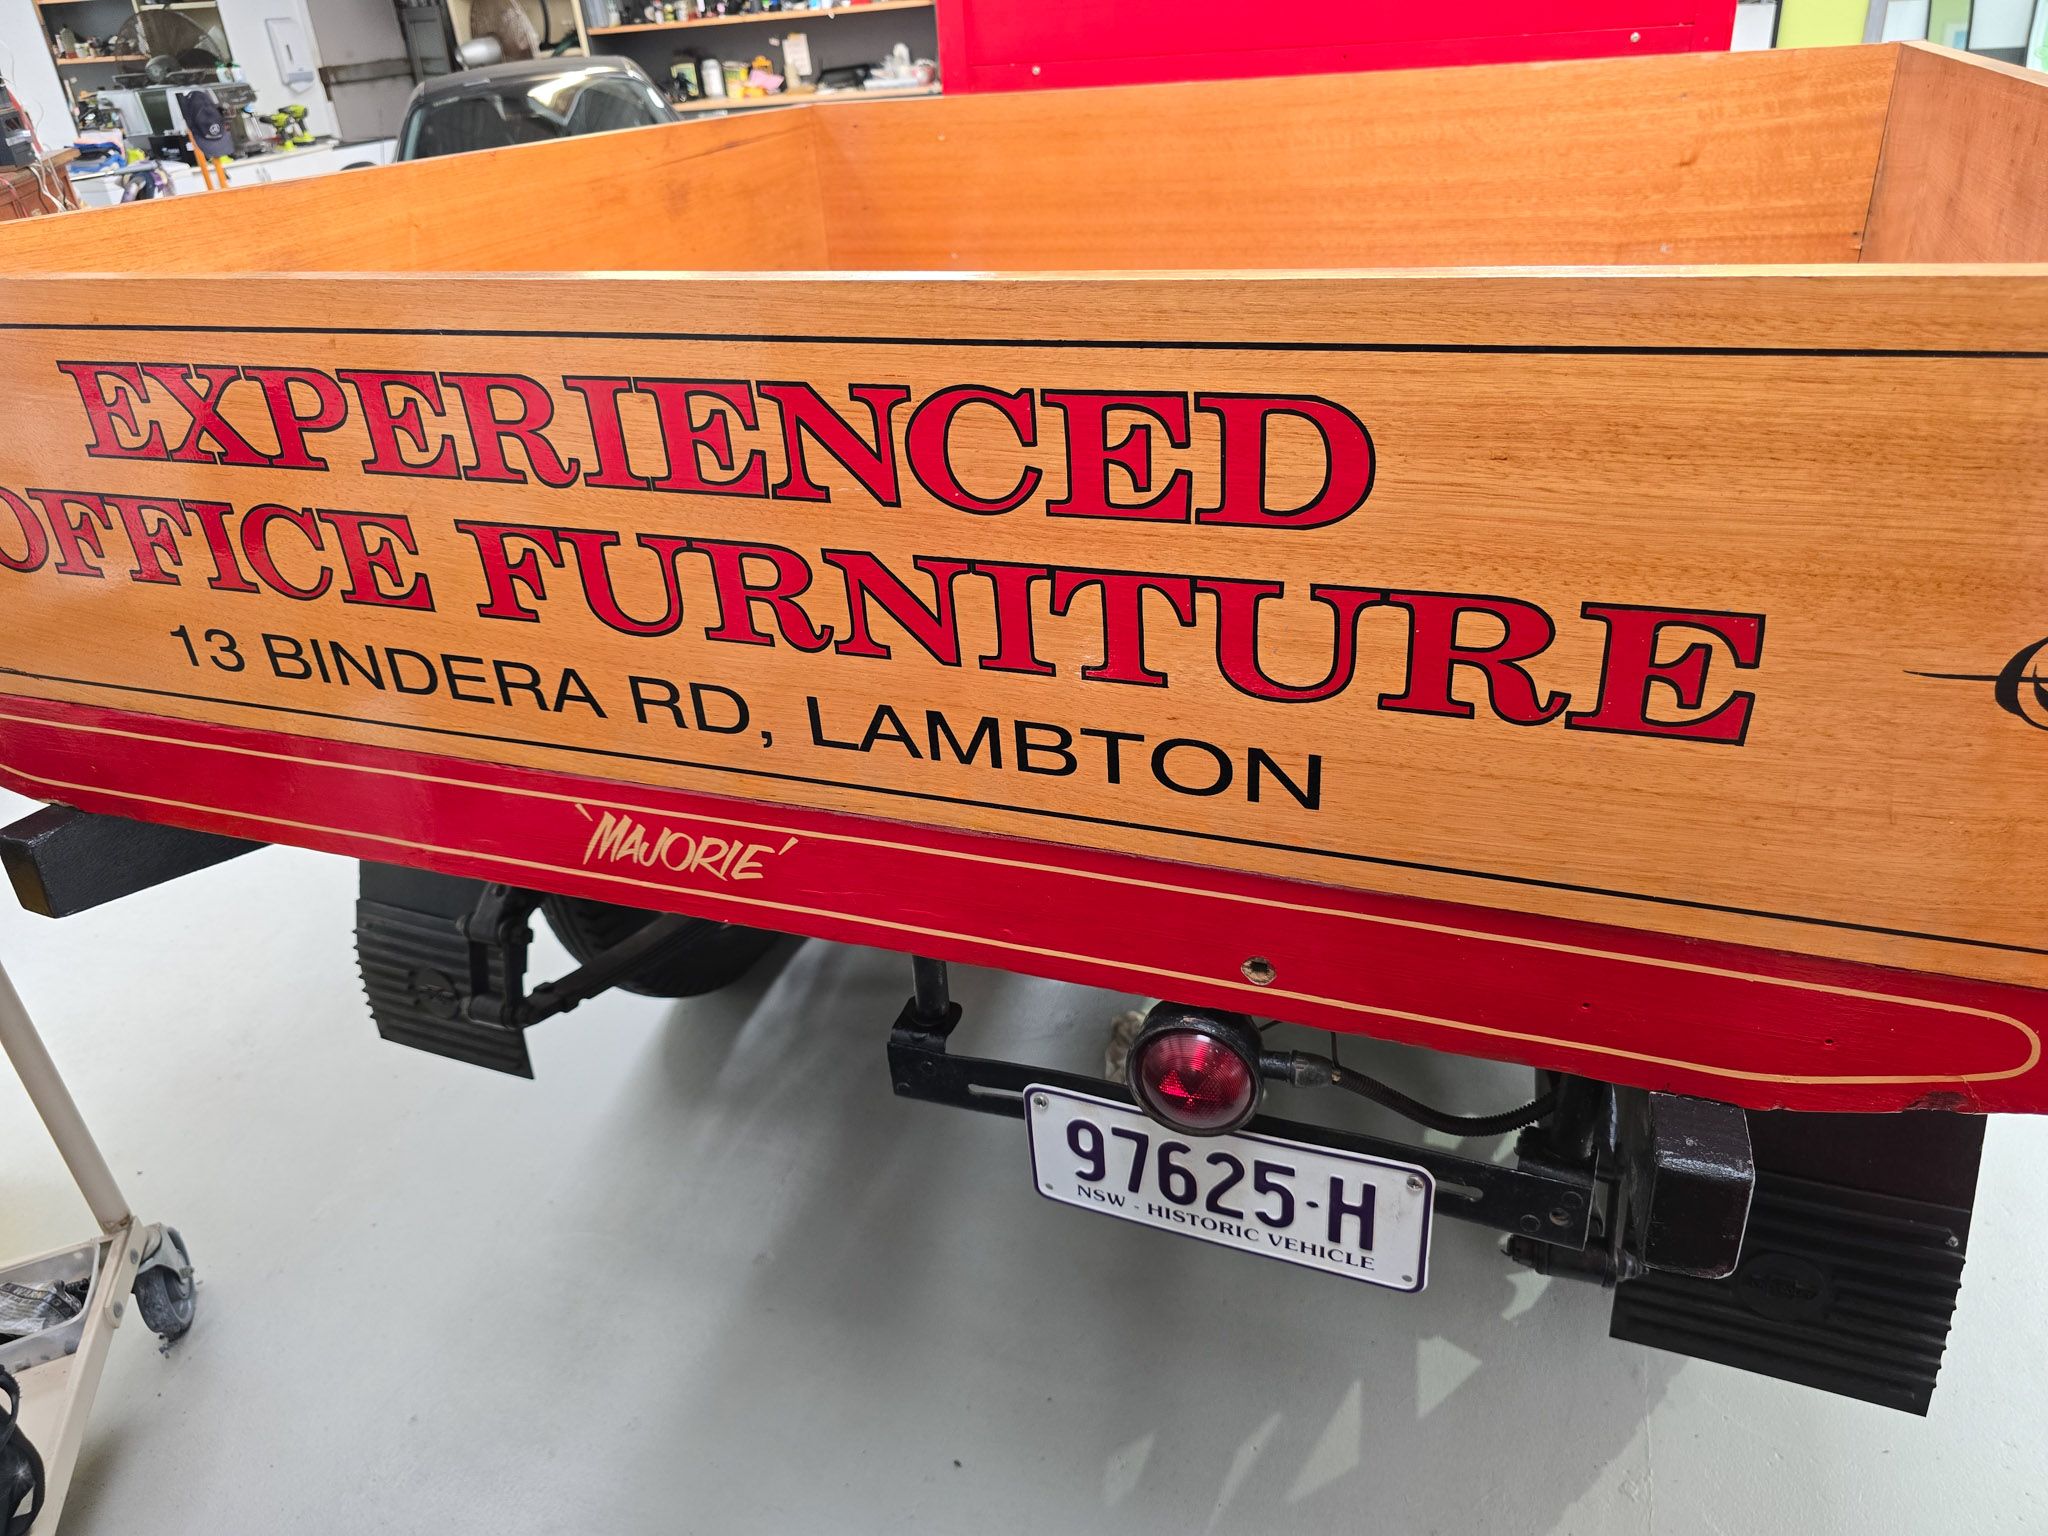 EXPERIENCED
OFFICE FURNITURE
13 BINDERA RD, LAMBTON
'MAJORIE'
97625·H
NSW - HISTORIC VEHICLE